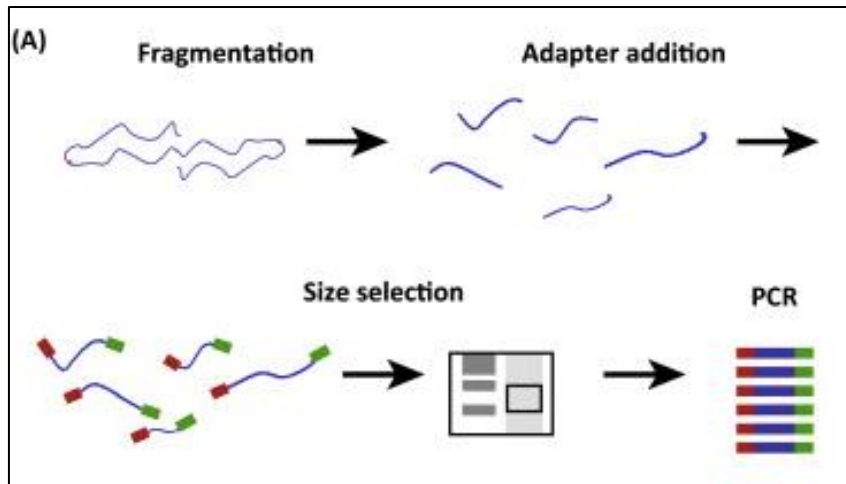 (A)
Fragmentation
Adapter addition
Size selection
PCR